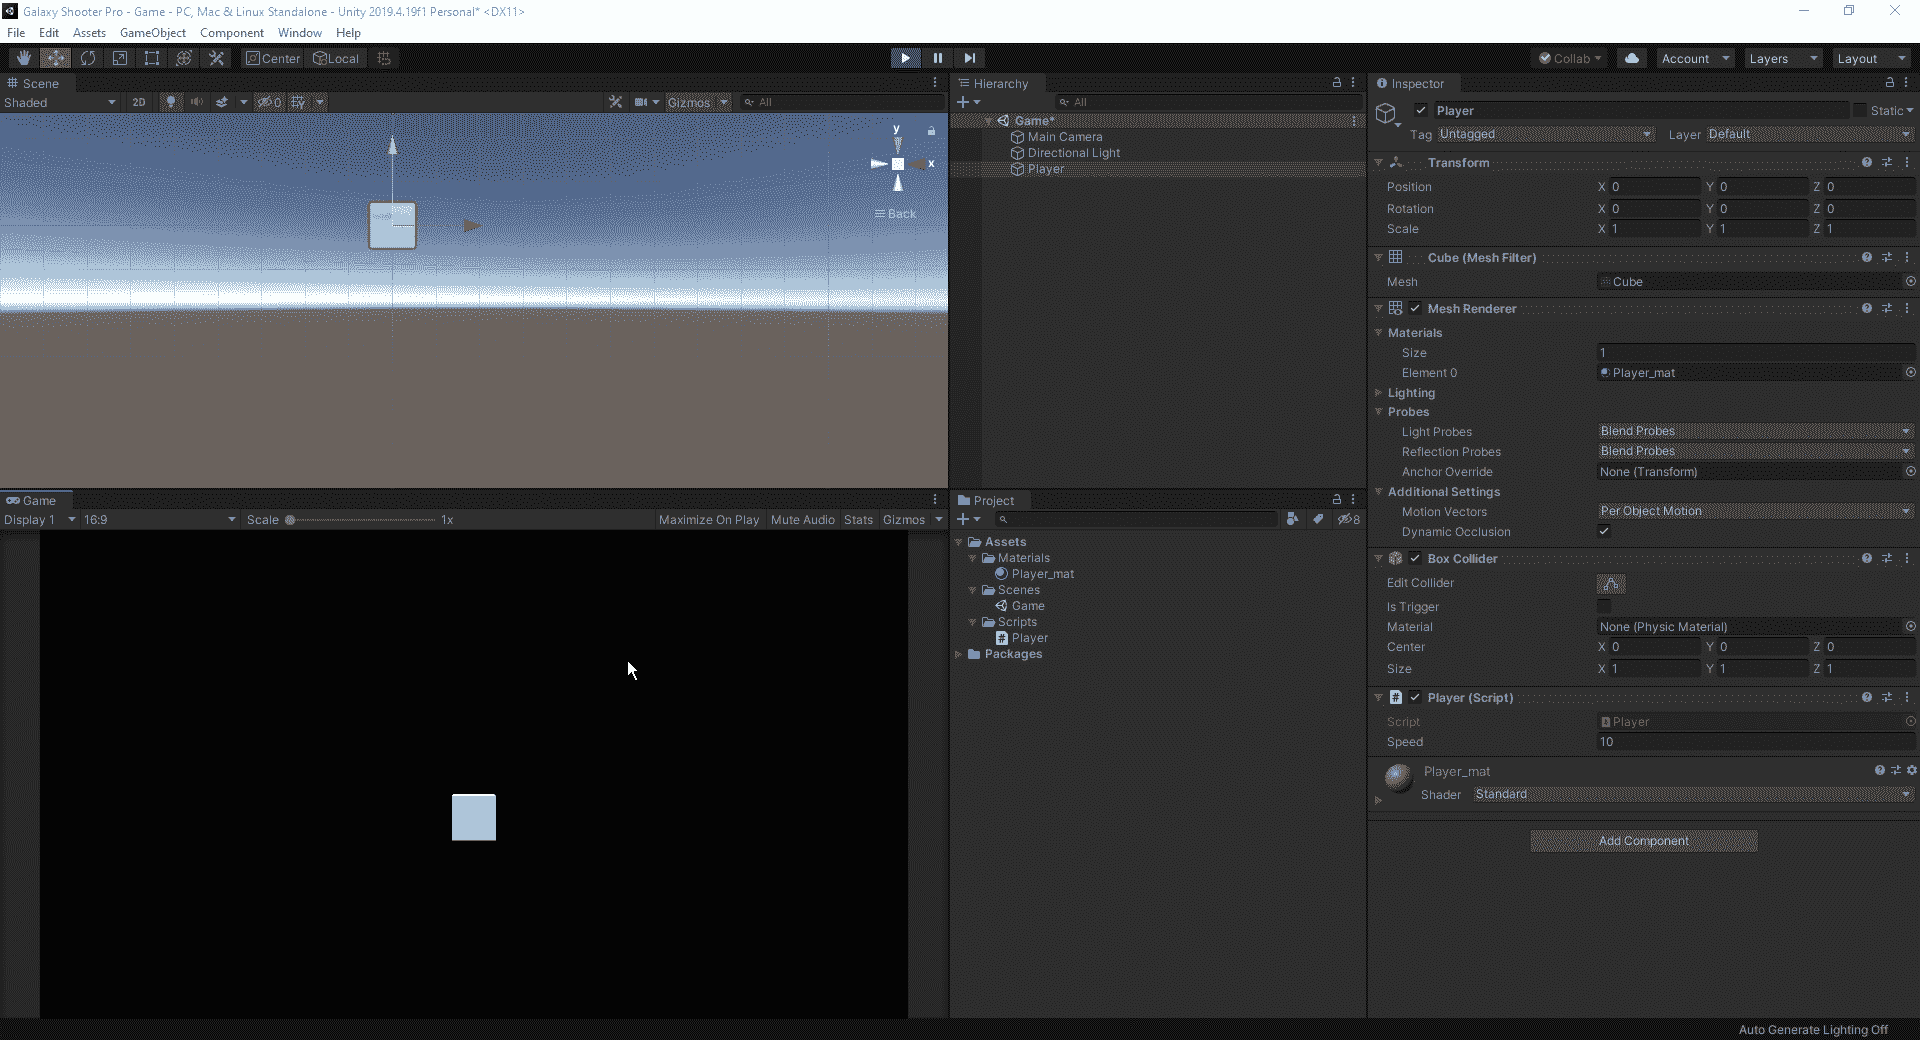 Galaxy Shooter Pro - Game - PC, Mac & Linux Standalone - Unity 2019.4.19f1 Personal* <DX11>
File Edit Assets GameObject Component Window Help
Center Local Collab Account Layers Layout
Scene
Shaded 2D 0 Gizmos All
y
x
Back
Game
Display 1 16:9 Scale 1x Maximize On Play Mute Audio Stats Gizmos
Hierarchy
All
Game*
Main Camera
Directional Light
Player
Project
8
Assets
Materials
Player_mat
Scenes
Game
Scripts
Player
Packages
Inspector
Player Static
Tag Untagged Layer Default
Transform
Position X 0 Y 0 Z 0
Rotation X 0 Y 0 Z 0
Scale X 1 Y 1 Z 1
Cube (Mesh Filter)
Mesh Cube
Mesh Renderer
Materials
Size 1
Element 0 Player_mat
Lighting
Probes
Light Probes Blend Probes
Reflection Probes Blend Probes
Anchor Override None (Transform)
Additional Settings
Motion Vectors Per Object Motion
Dynamic Occlusion
Box Collider
Edit Collider
Is Trigger
Material None (Physic Material)
Center X 0 Y 0 Z 0
Size X 1 Y 1 Z 1
Player (Script)
Script Player
Speed 10
Player_mat
Shader Standard
Add Component
Auto Generate Lighting Off